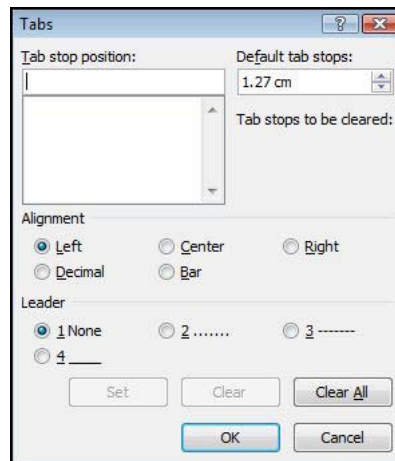 Tabs
Tab stop position: Default tab stops:
1.27 cm
Tab stops to be cleared:
Alignment
Left Center Right
Decimal Bar
Leader
1 None 2 ....... 3 -------
4 ____
Set Clear Clear All
OK Cancel